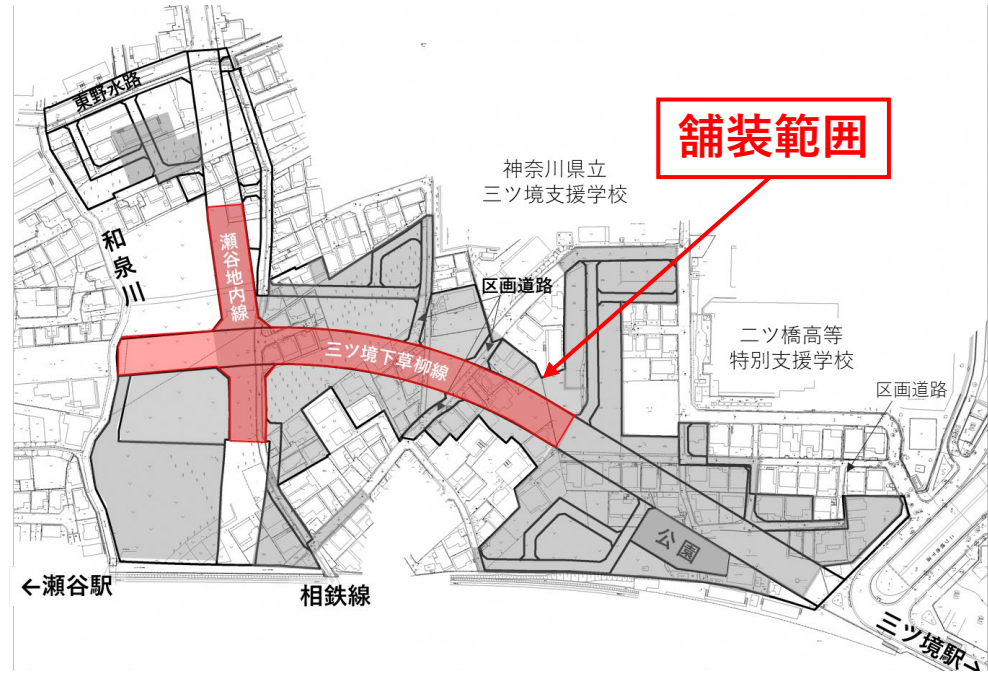 東野水路
舗装範囲
神奈川県立
三ツ境支援学校
和泉川
瀬谷地内線
区画道路
三ツ境下草柳線
二ツ橋高等
特別支援学校
区画道路
公園
←瀬谷駅
相鉄線
三ツ境駅→